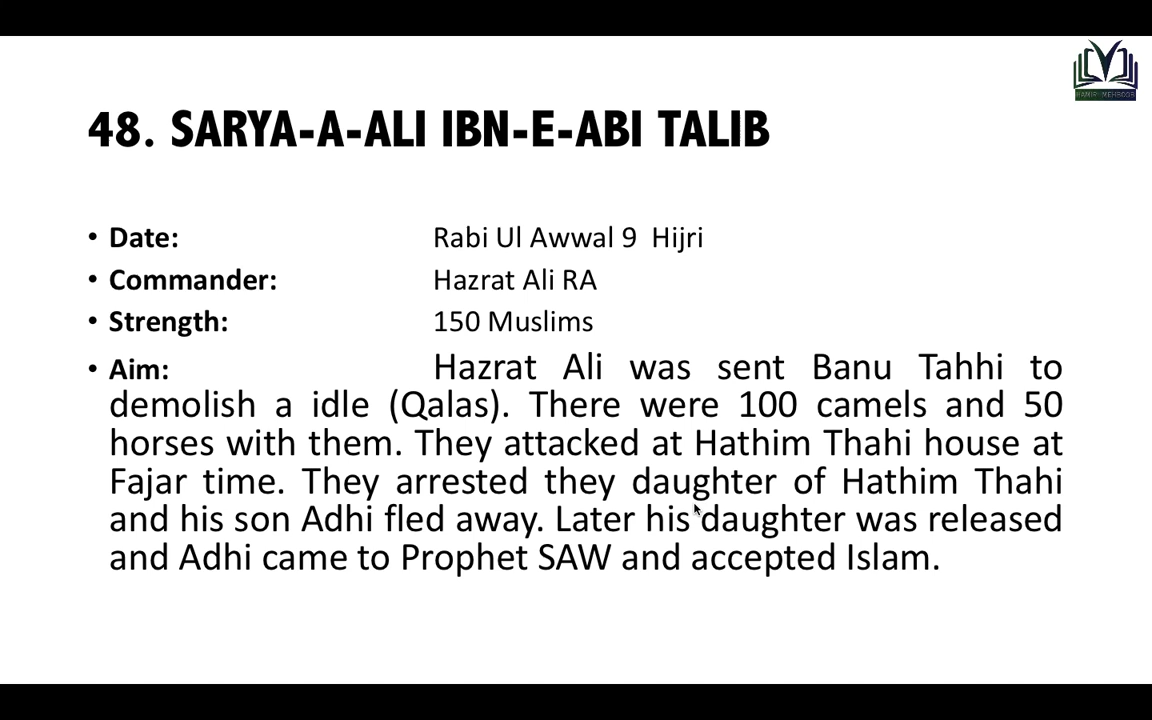 HAMIR MEHBOOB
48. SARYA-A-ALI IBN-E-ABI TALIB
• Date: Rabi Ul Awwal 9 Hijri
• Commander: Hazrat Ali RA
• Strength: 150 Muslims
• Aim: Hazrat Ali was sent Banu Tahhi to
demolish a idle (Qalas). There were 100 camels and 50
horses with them. They attacked at Hathim Thahi house at
Fajar time. They arrested they daughter of Hathim Thahi
and his son Adhi fled away. Later his daughter was released
and Adhi came to Prophet SAW and accepted Islam.